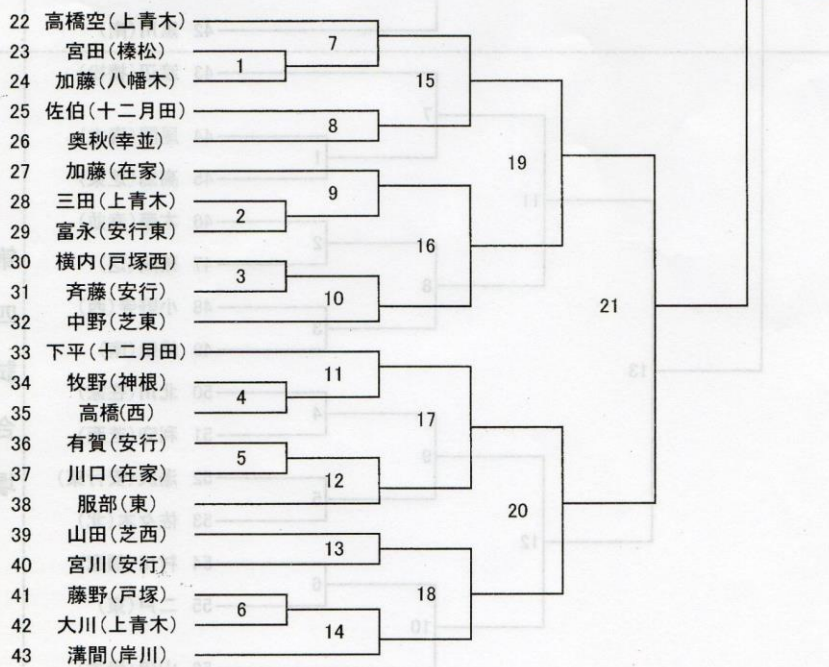 22 高橋空(上青木)
23 宮田(榛松)
24 加藤(八幡木)
25 佐伯(十二月田)
26 奥秋(幸並)
27 加藤(在家)
28 三田(上青木)
29 富永(安行東)
30 横内(戸塚西)
31 斉藤(安行)
32 中野(芝東)
33 下平(十二月田)
34 牧野(神根)
35 高橋(西)
36 有賀(安行)
37 川口(在家)
38 服部(東)
39 山田(芝西)
40 宮川(安行)
41 藤野(戸塚)
42 大川(上青木)
43 溝間(岸川)
1
2
3
4
5
6
7
8
9
10
11
12
13
14
15
16
17
18
19
20
21